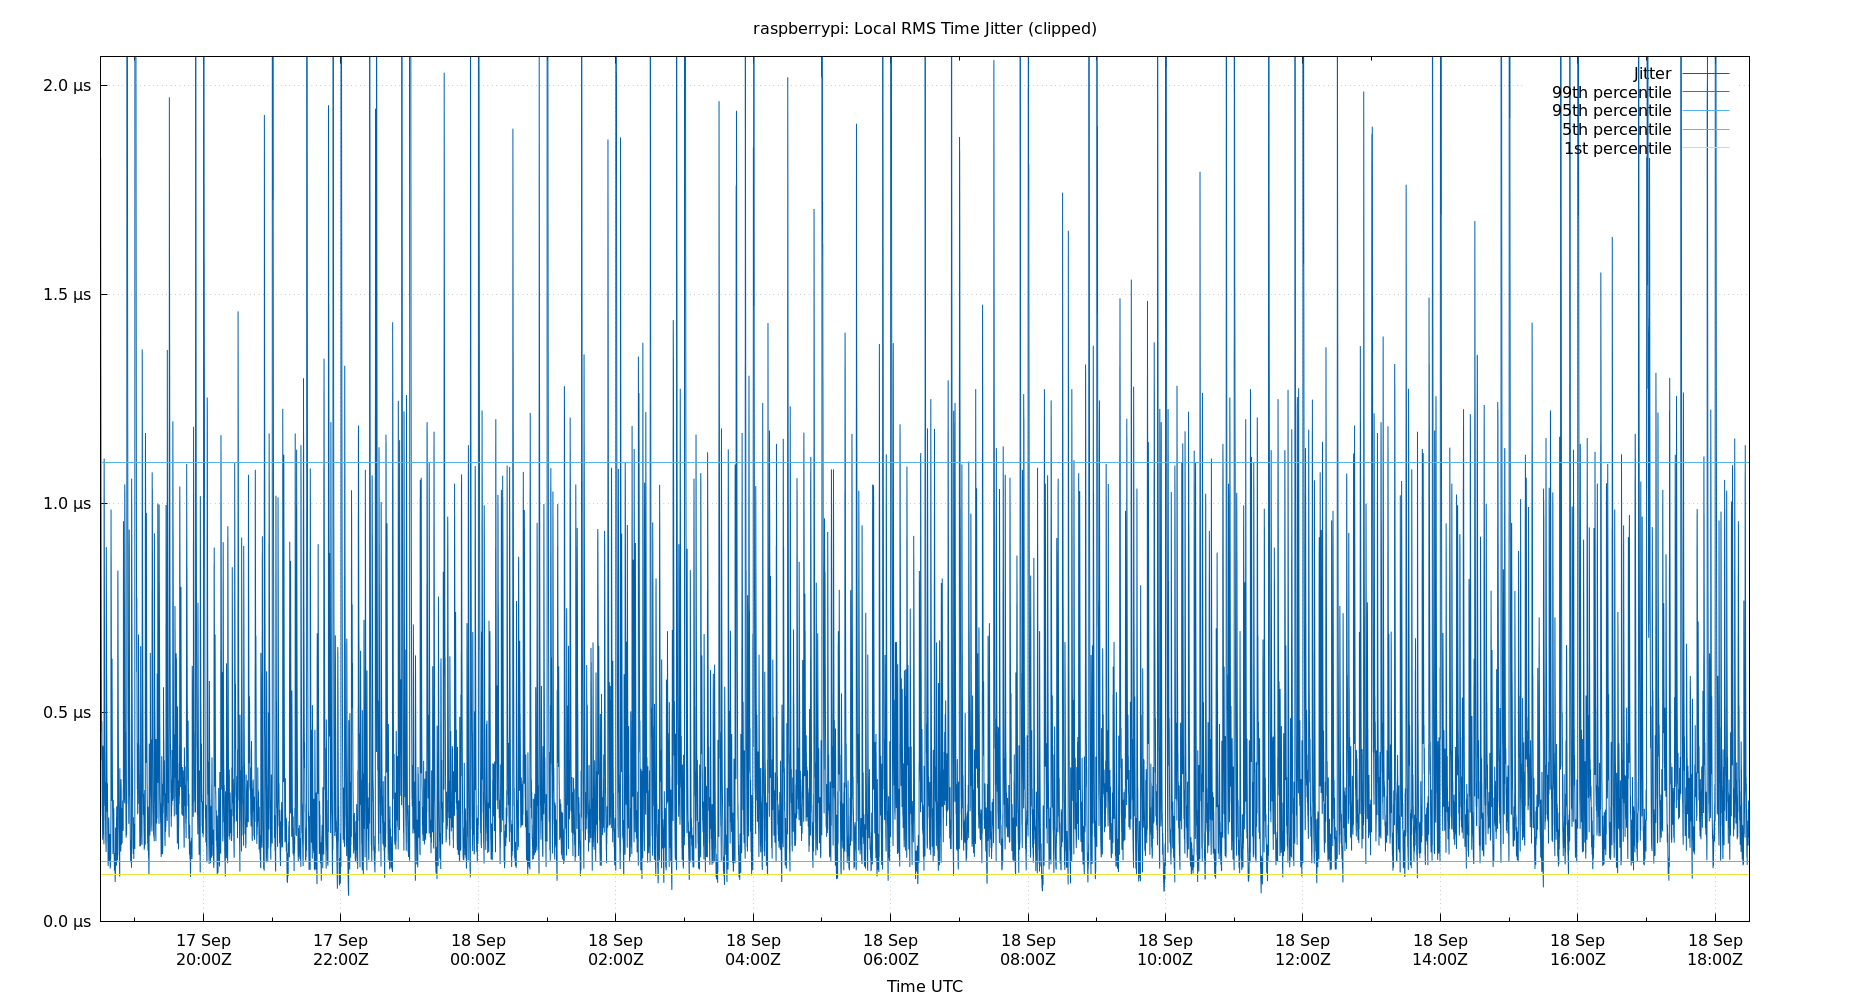 raspberrypi: Local RMS Time Jitter (clipped)
2.0 µs
1.5 µs
1.0 µs
0.5 µs
0.0 µs
Jitter
99th percentile
95th percentile
5th percentile
1st percentile
17 Sep 17 Sep 18 Sep 18 Sep 18 Sep 18 Sep 18 Sep 18 Sep 18 Sep 18 Sep 18 Sep 18 Sep
20:00Z 22:00Z 00:00Z 02:00Z 04:00Z 06:00Z 08:00Z 10:00Z 12:00Z 14:00Z 16:00Z 18:00Z
Time UTC